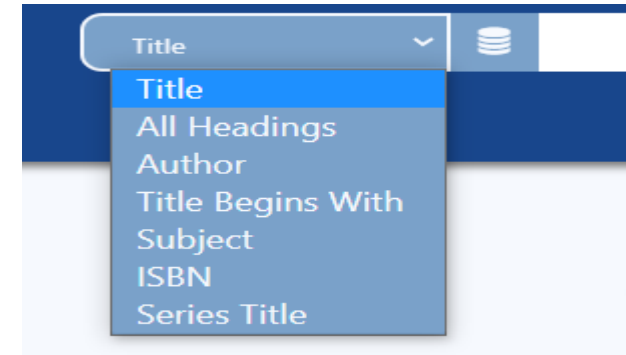 Title
Title
All Headings
Author
Title Begins With
Subject
ISBN
Series Title